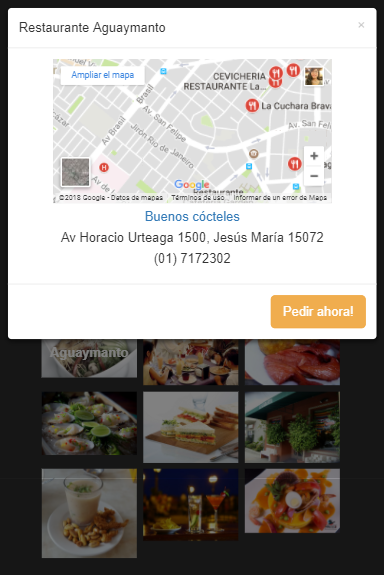 Restaurante Aguaymanto
×
Ampliar el mapa
CEVICHERIA
RESTAURANTE La...
La Cuchara Brava
Av Brasil
Av Brasil
Av. San Felipe
Av. San Felipe
Jirón Río de Janeiro
Av. de
H
+
−
Google
Restaurante
©2018 Google - Datos de mapas
Términos de uso
Informar de un error de Maps
Buenos cócteles
Av Horacio Urteaga 1500, Jesús María 15072
(01) 7172302
Pedir ahora!
Aguaymanto